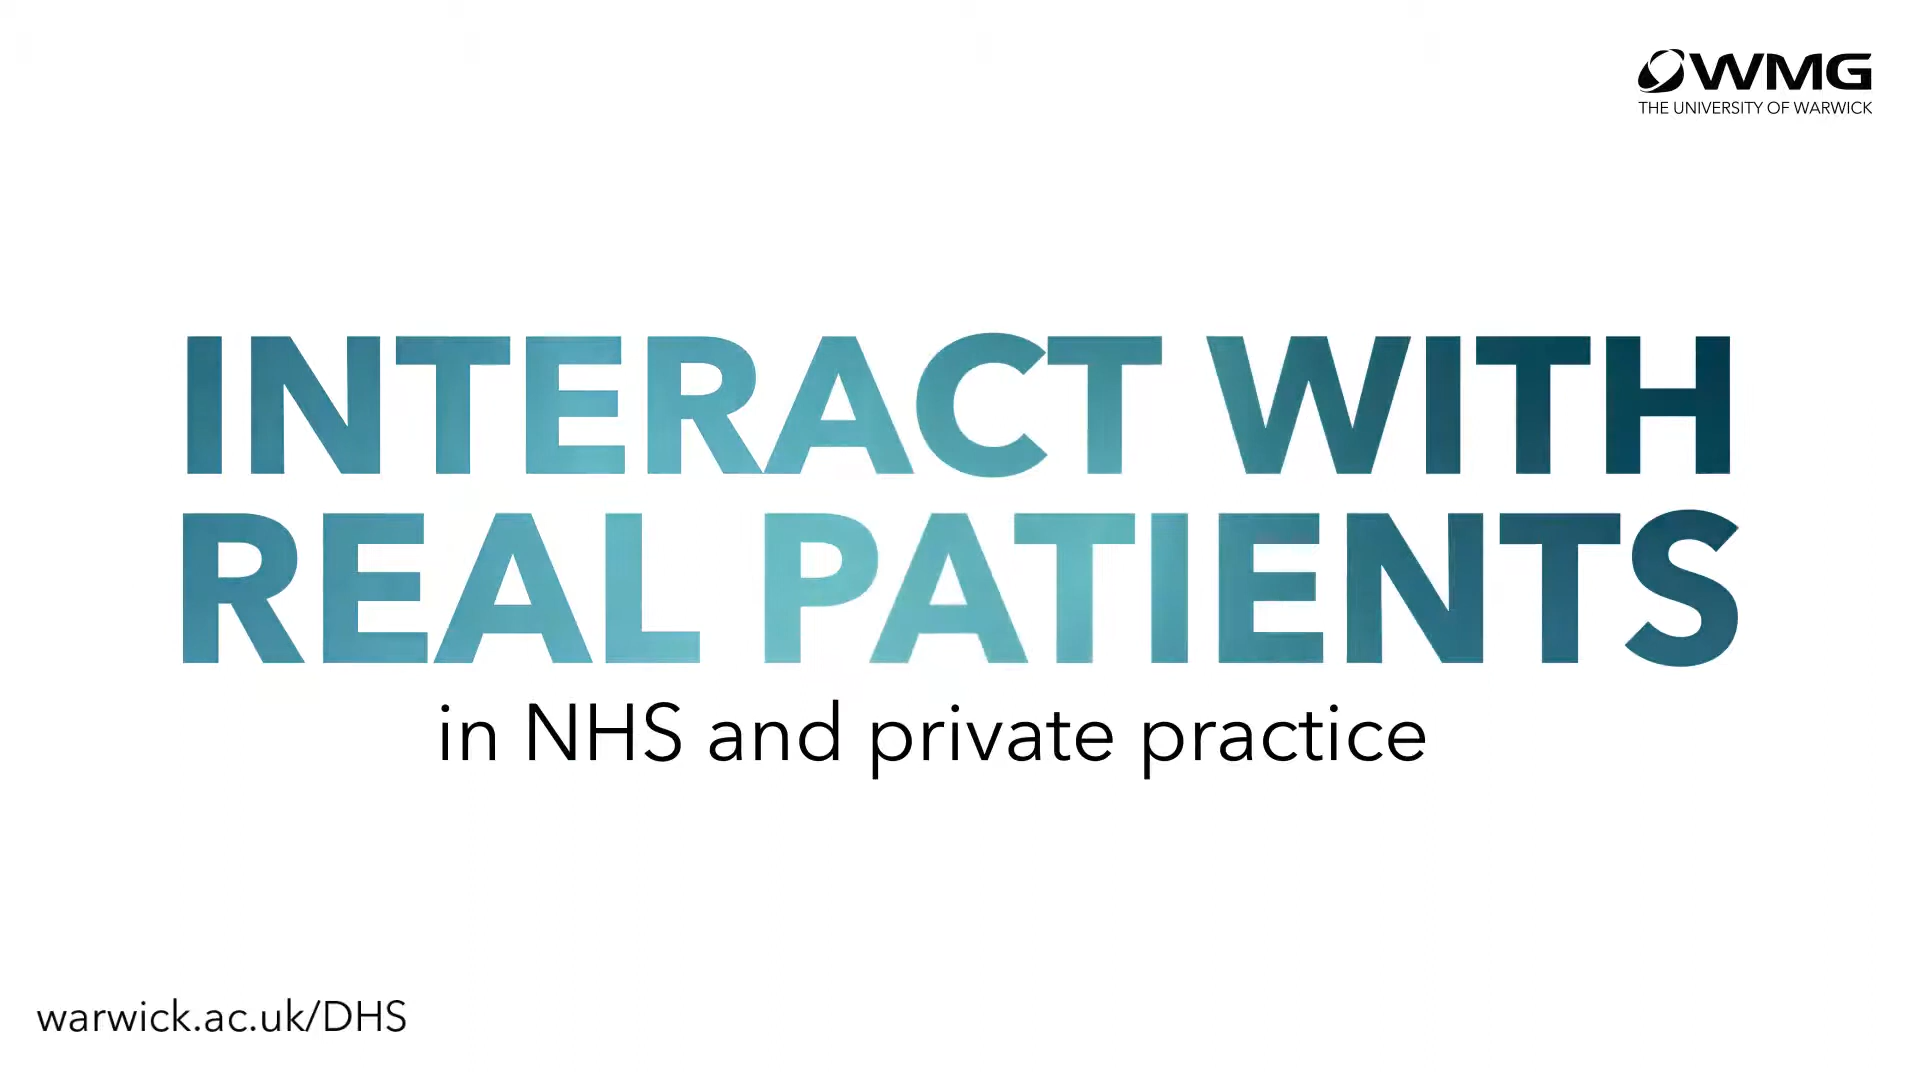 WMG
THE UNIVERSITY OF WARWICK
INTERACT WITH
REAL PATIENTS
in NHS and private practice
warwick.ac.uk/DHS